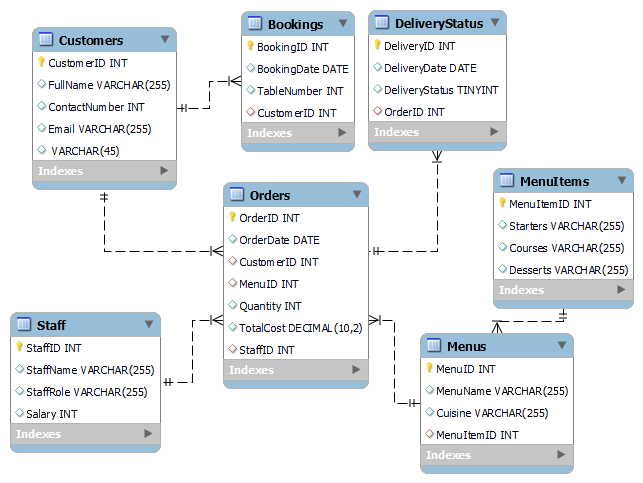 Customers
CustomerID INT
FullName VARCHAR(255)
ContactNumber INT
Email VARCHAR(255)
VARCHAR(45)
Indexes
Bookings
BookingID INT
BookingDate DATE
TableNumber INT
CustomerID INT
Indexes
DeliveryStatus
DeliveryID INT
DeliveryDate DATE
DeliveryStatus TINYINT
OrderID INT
Indexes
Orders
OrderID INT
OrderDate DATE
CustomerID INT
MenuID INT
Quantity INT
TotalCost DECIMAL(10,2)
StaffID INT
Indexes
MenuItems
MenuItemID INT
Starters VARCHAR(255)
Courses VARCHAR(255)
Desserts VARCHAR(255)
Indexes
Staff
StaffID INT
StaffName VARCHAR(255)
StaffRole VARCHAR(255)
Salary INT
Indexes
Menus
MenuID INT
MenuName VARCHAR(255)
Cuisine VARCHAR(255)
MenuItemID INT
Indexes